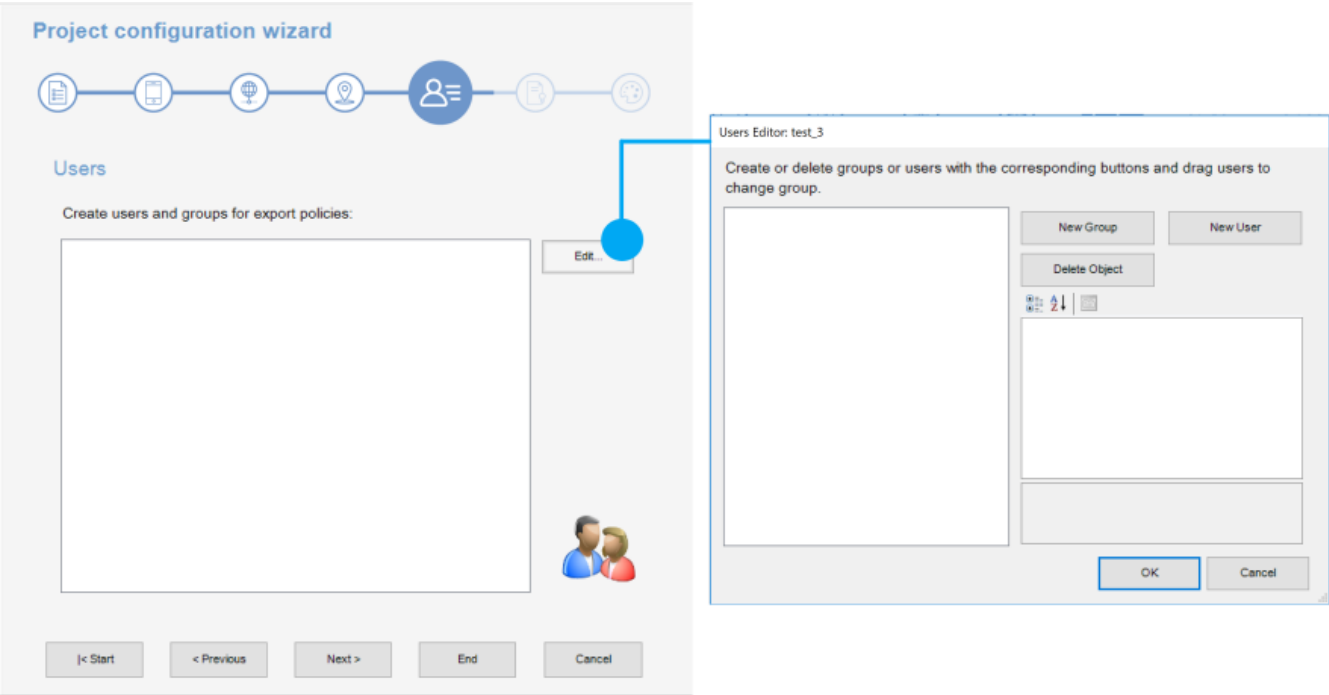 Project configuration wizard
Users
Create users and groups for export policies:
Edit...
|< Start
< Previous
Next >
End
Cancel
Users Editor: test_3
Create or delete groups or users with the corresponding buttons and drag users to
change group.
New Group
New User
Delete Object
OK
Cancel